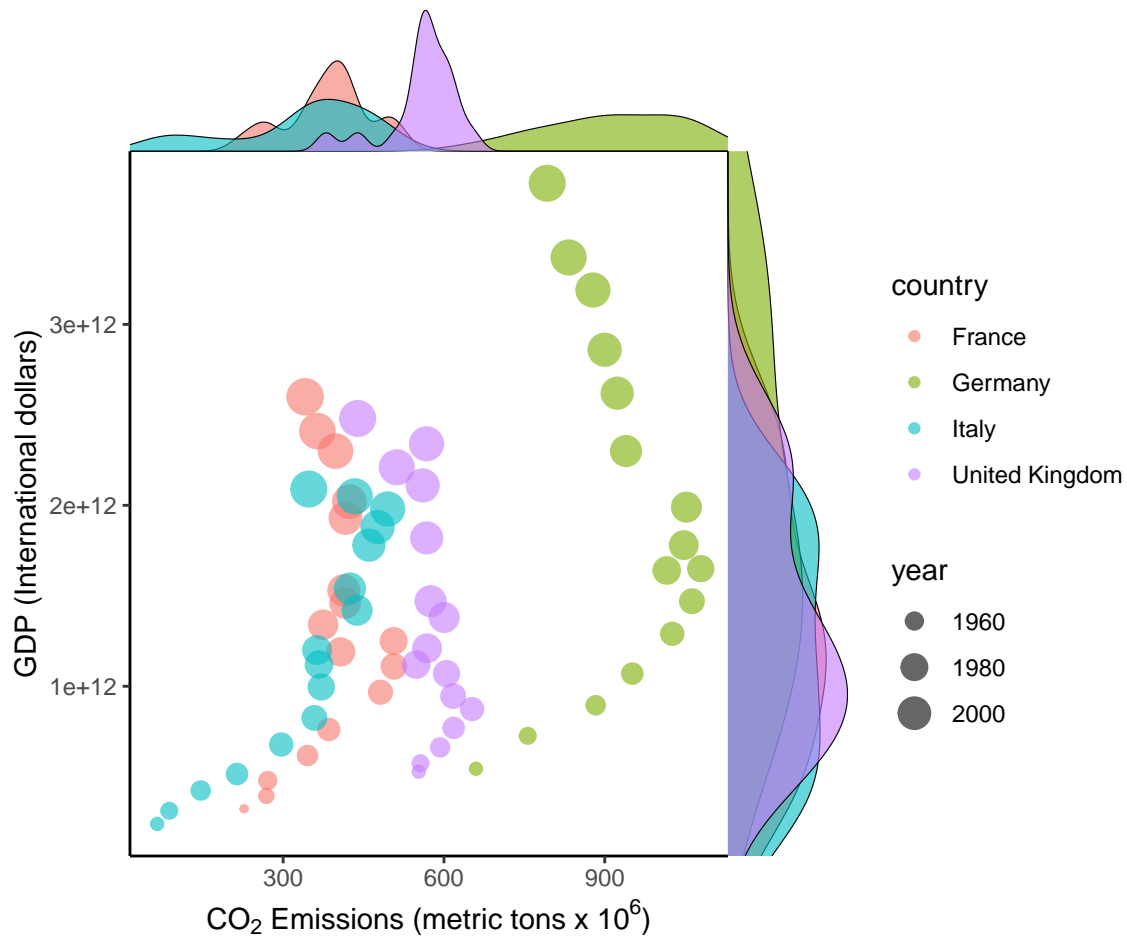 GDP (International dollars)
3e+12
2e+12
1e+12
300 600 900
CO₂ Emissions (metric tons x 10⁶)
country
France
Germany
Italy
United Kingdom
year
1960
1980
2000